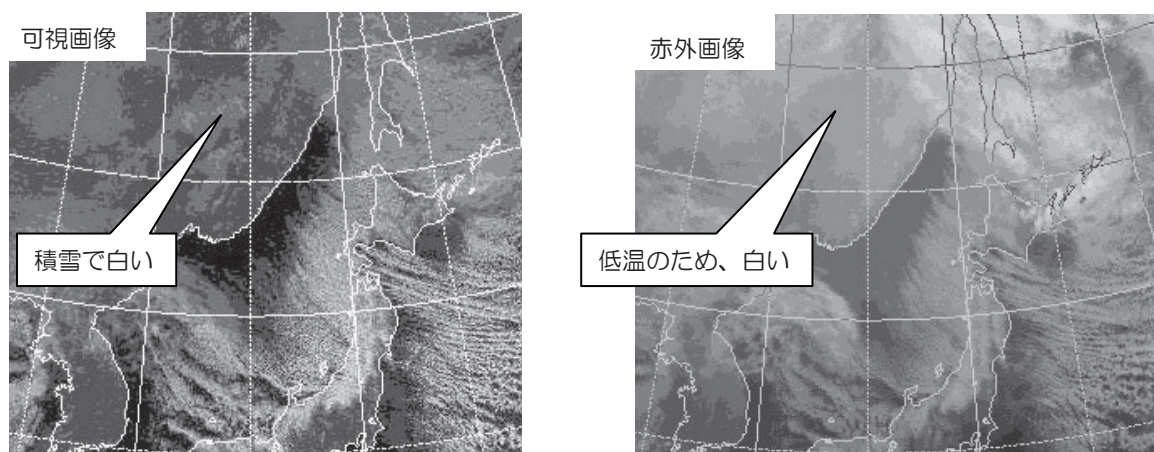 可視画像
赤外画像
積雪で白い
低温のため、白い